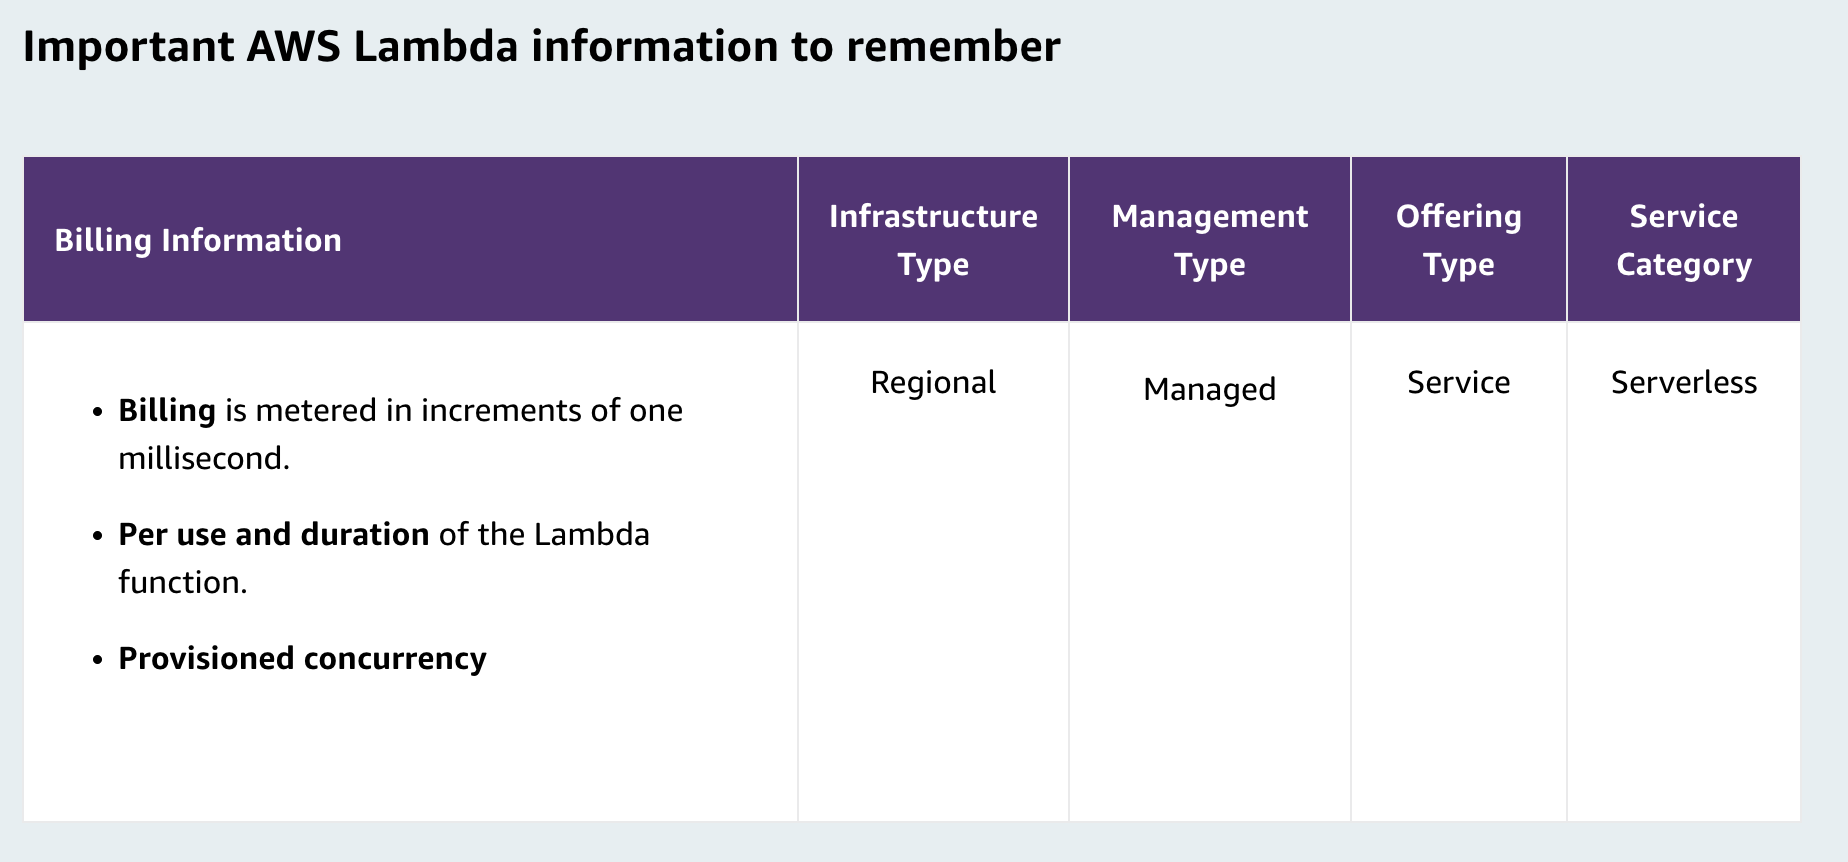 Important AWS Lambda information to remember
Billing Information
Infrastructure
Type
Management
Type
Offering
Type
Service
Category
• Billing is metered in increments of one
millisecond.
• Per use and duration of the Lambda
function.
• Provisioned concurrency
Regional
Managed
Service
Serverless